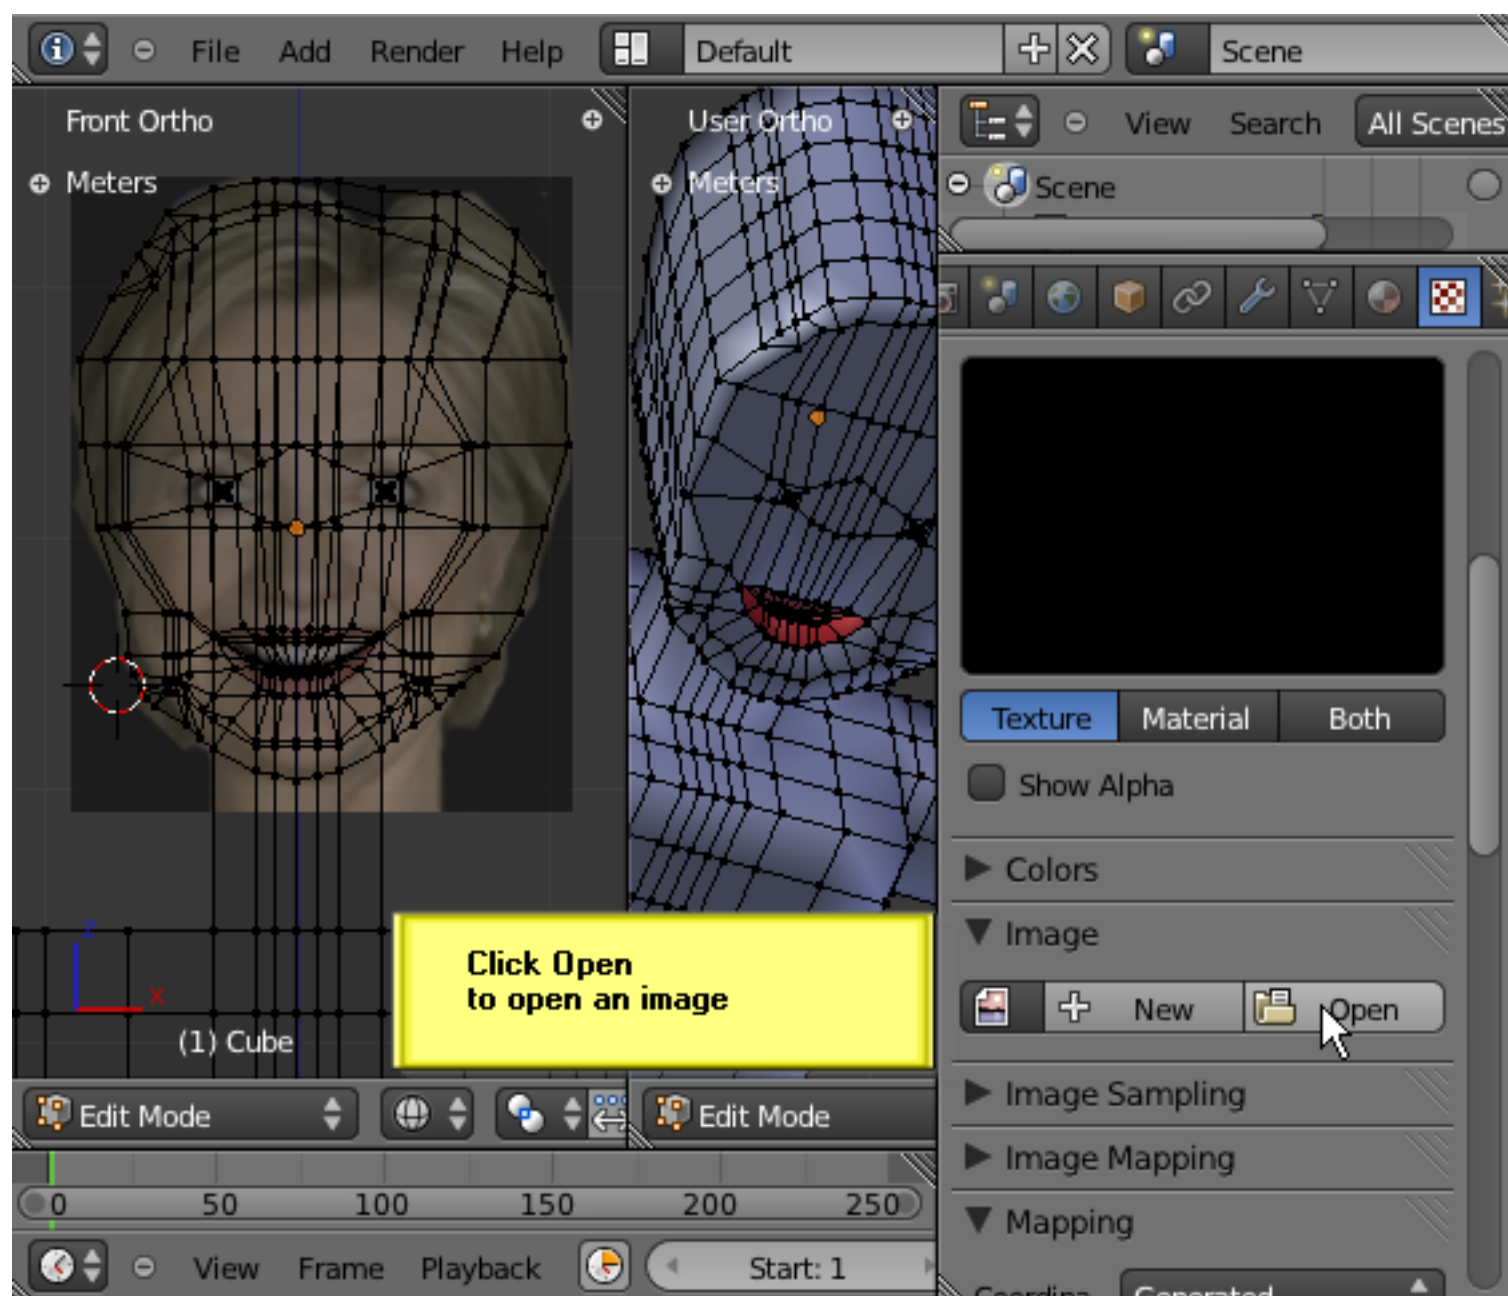 File Add Render Help Default Scene
Front Ortho
Meters
User Ortho
Meters
View Search All Scenes
Scene
Texture Material Both
Show Alpha
Colors
Image
New Open
Image Sampling
Image Mapping
Mapping
Click Open
to open an image
z
x
(1) Cube
Edit Mode
Edit Mode
0 50 100 150 200 250
View Frame Playback Start: 1